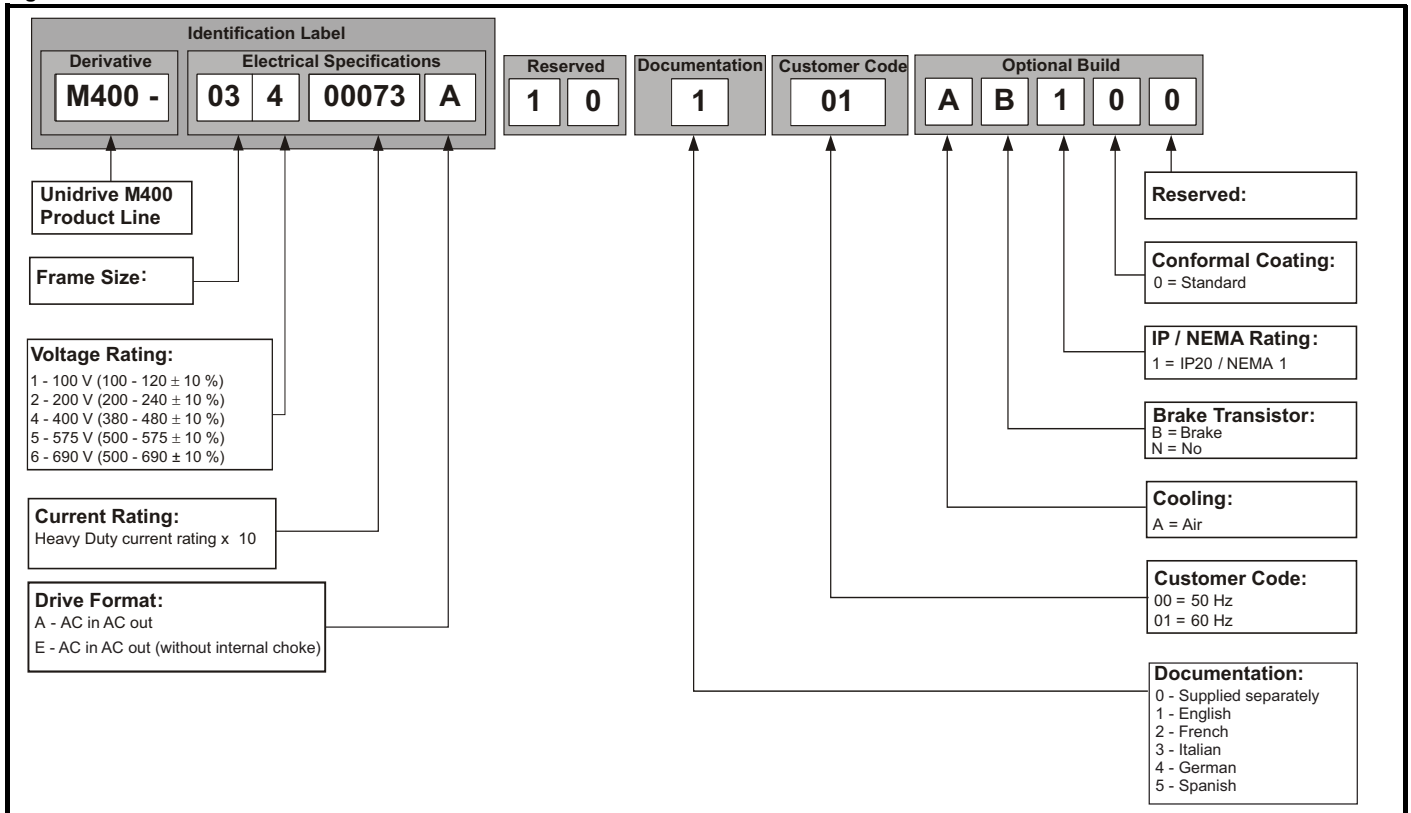 Identification Label
Derivative
Electrical Specifications
Reserved
Documentation
Customer Code
Optional Build
M400 -
03 4 00073 A
1 0
1
01
A B 1 0 0
Unidrive M400
Product Line
Frame Size:
Voltage Rating:
1 - 100 V (100 - 120 ± 10 %)
2 - 200 V (200 - 240 ± 10 %)
4 - 400 V (380 - 480 ± 10 %)
5 - 575 V (500 - 575 ± 10 %)
6 - 690 V (500 - 690 ± 10 %)
Current Rating:
Heavy Duty current rating x 10
Drive Format:
A - AC in AC out
E - AC in AC out (without internal choke)
Reserved:
Conformal Coating:
0 = Standard
IP / NEMA Rating:
1 = IP20 / NEMA 1
Brake Transistor:
B = Brake
N = No
Cooling:
A = Air
Customer Code:
00 = 50 Hz
01 = 60 Hz
Documentation:
0 - Supplied separately
1 - English
2 - French
3 - Italian
4 - German
5 - Spanish